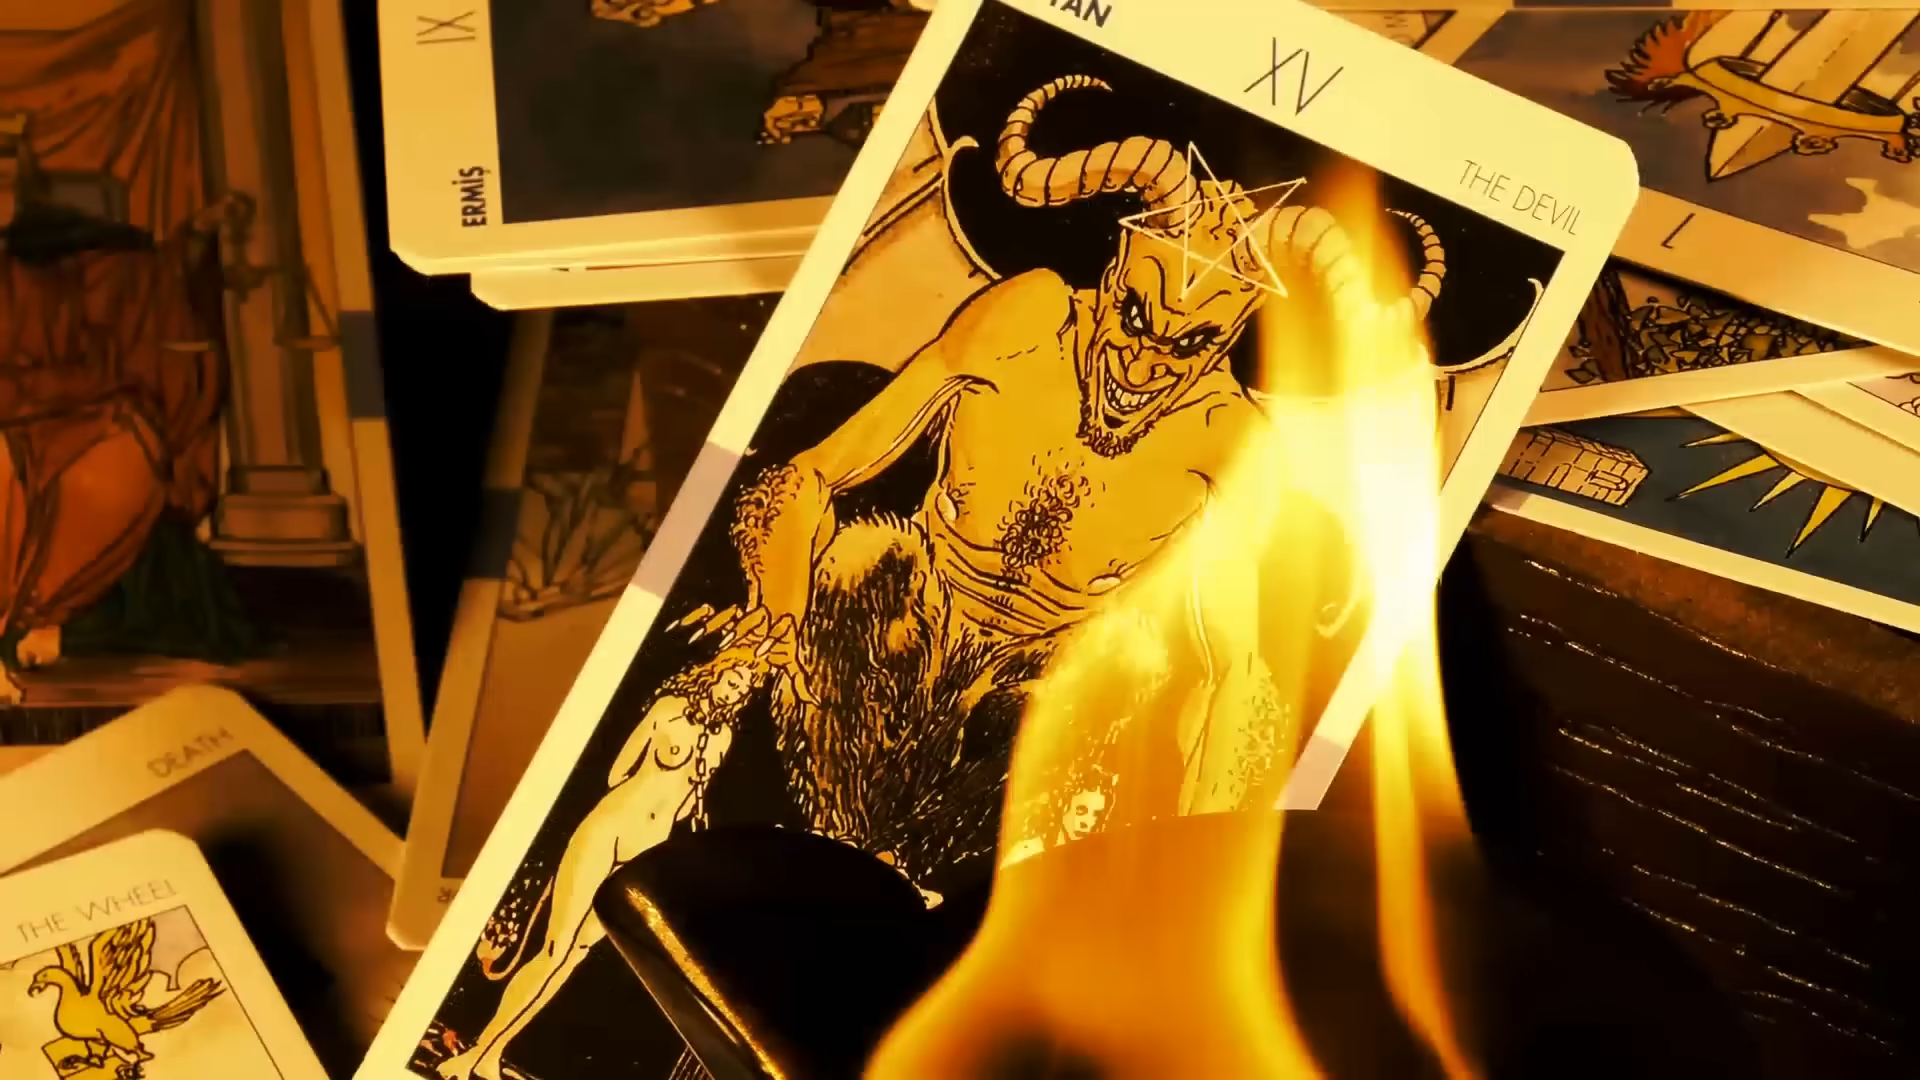 IX
ERMİŞ
TAN
XV
THE DEVIL
DEATH
THE WHEEL